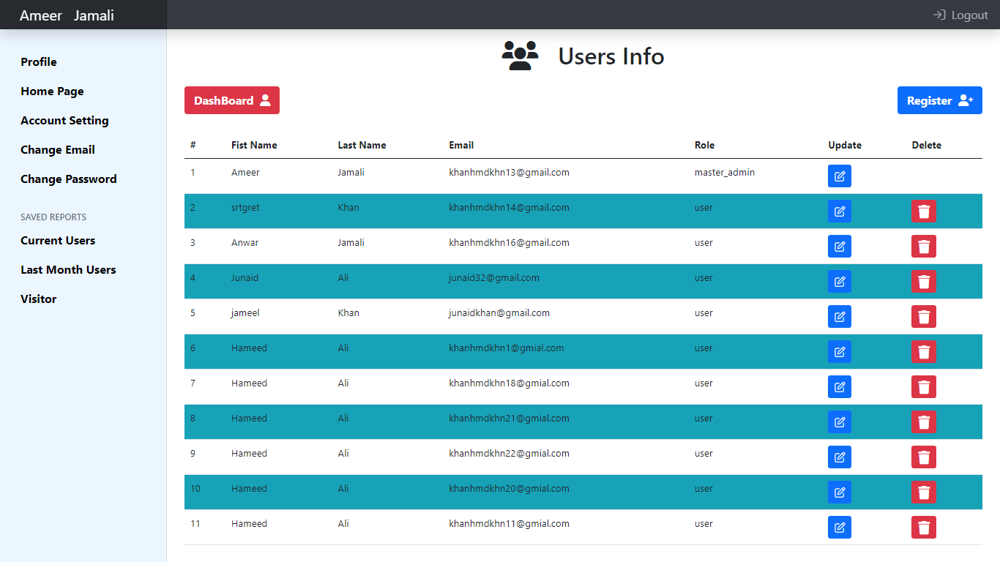 Ameer Jamali
Logout
Profile
Home Page
Account Setting
Change Email
Change Password
SAVED REPORTS
Current Users
Last Month Users
Visitor
Users Info
DashBoard
Register
# Fist Name Last Name Email Role Update Delete
1 Ameer Jamali khanhmdkhn13@gmail.com master_admin
2 srtgret Khan khanhmdkhn14@gmail.com user
3 Anwar Jamali khanhmdkhn16@gmail.com user
4 Junaid Ali junaid32@gmail.com user
5 jameel Khan junaidkhan@gmail.com user
6 Hameed Ali khanhmdkhn1@gmial.com user
7 Hameed Ali khanhmdkhn18@gmial.com user
8 Hameed Ali khanhmdkhn21@gmial.com user
9 Hameed Ali khanhmdkhn22@gmial.com user
10 Hameed Ali khanhmdkhn20@gmial.com user
11 Hameed Ali khanhmdkhn11@gmial.com user